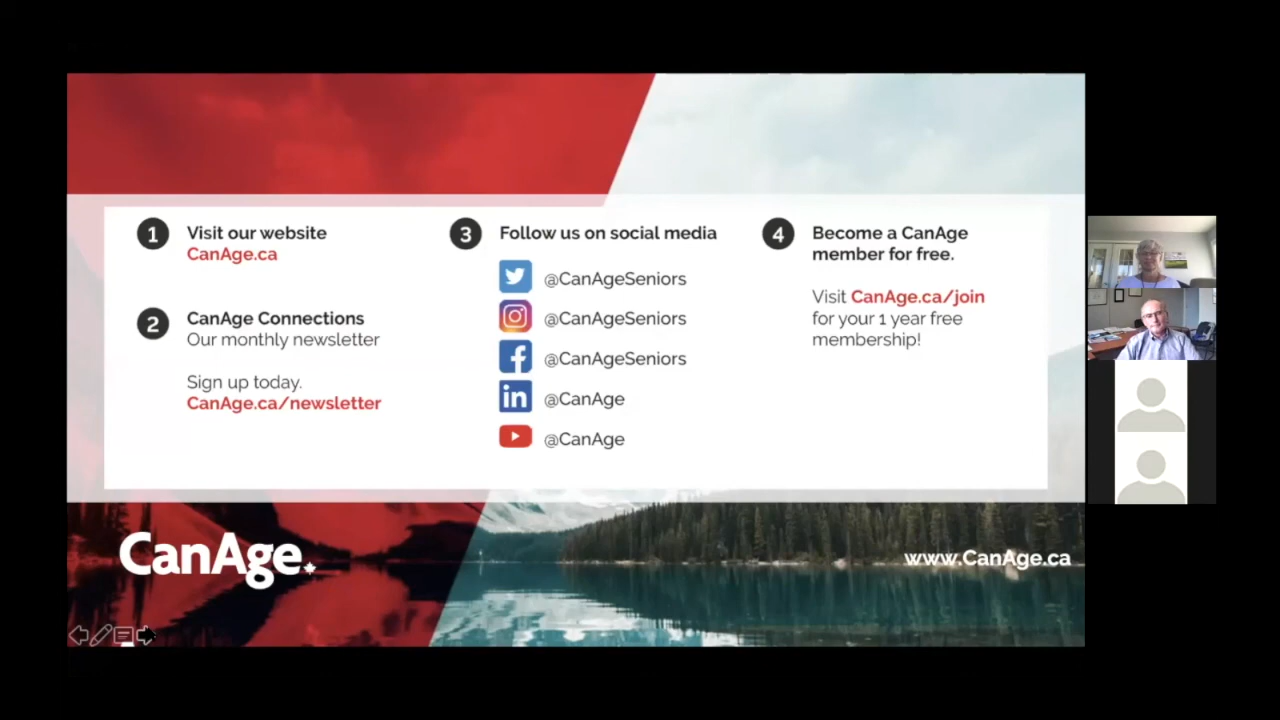 1
Visit our website
CanAge.ca
2
CanAge Connections
Our monthly newsletter
Sign up today.
CanAge.ca/newsletter
3
Follow us on social media
@CanAgeSeniors
@CanAgeSeniors
@CanAgeSeniors
in @CanAge
@CanAge
4
Become a CanAge
member for free.
Visit CanAge.ca/join
for your 1 year free
membership!
CanAge.
www.CanAge.ca